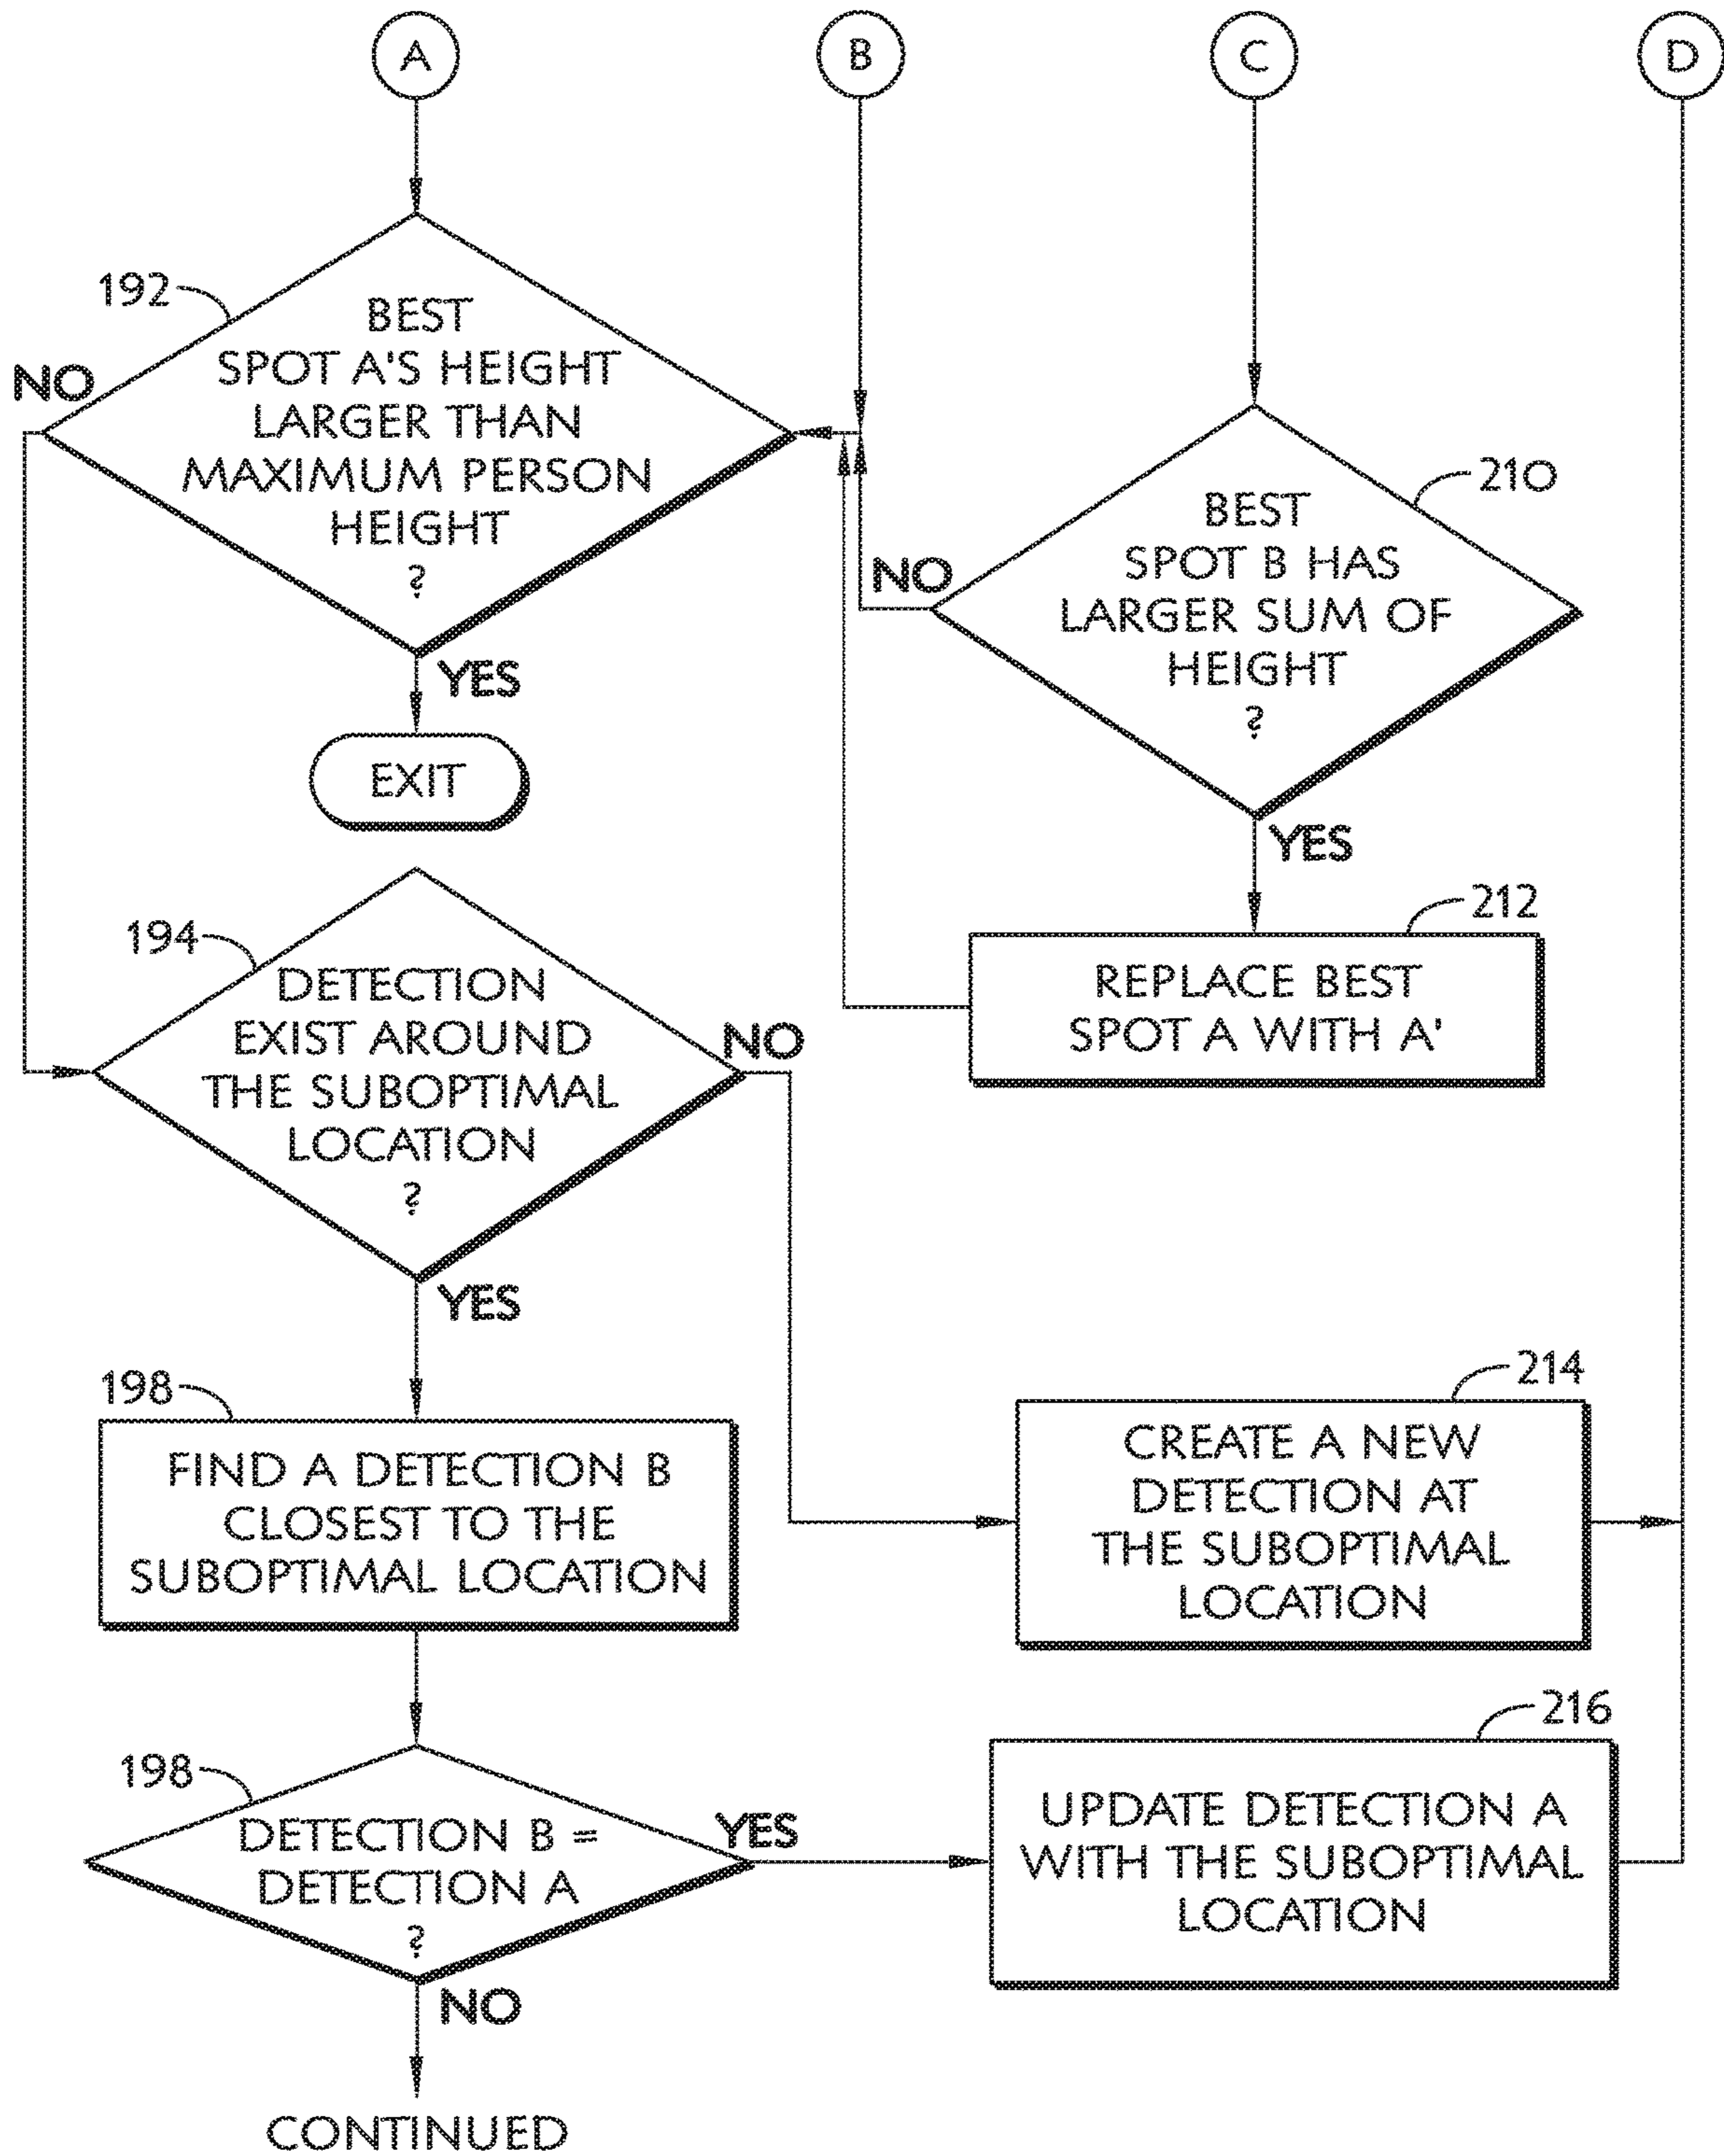 A
B
C
D
192
BEST
SPOT A'S HEIGHT
LARGER THAN
MAXIMUM PERSON
HEIGHT
?
NO
YES
EXIT
210
BEST
SPOT B HAS
LARGER SUM OF
HEIGHT
?
NO
YES
212
REPLACE BEST
SPOT A WITH A'
194
DETECTION
EXIST AROUND
THE SUBOPTIMAL
LOCATION
?
NO
YES
198
FIND A DETECTION B
CLOSEST TO THE
SUBOPTIMAL LOCATION
214
CREATE A NEW
DETECTION AT
THE SUBOPTIMAL
LOCATION
198
DETECTION B =
DETECTION A
?
YES
NO
216
UPDATE DETECTION A
WITH THE SUBOPTIMAL
LOCATION
CONTINUED